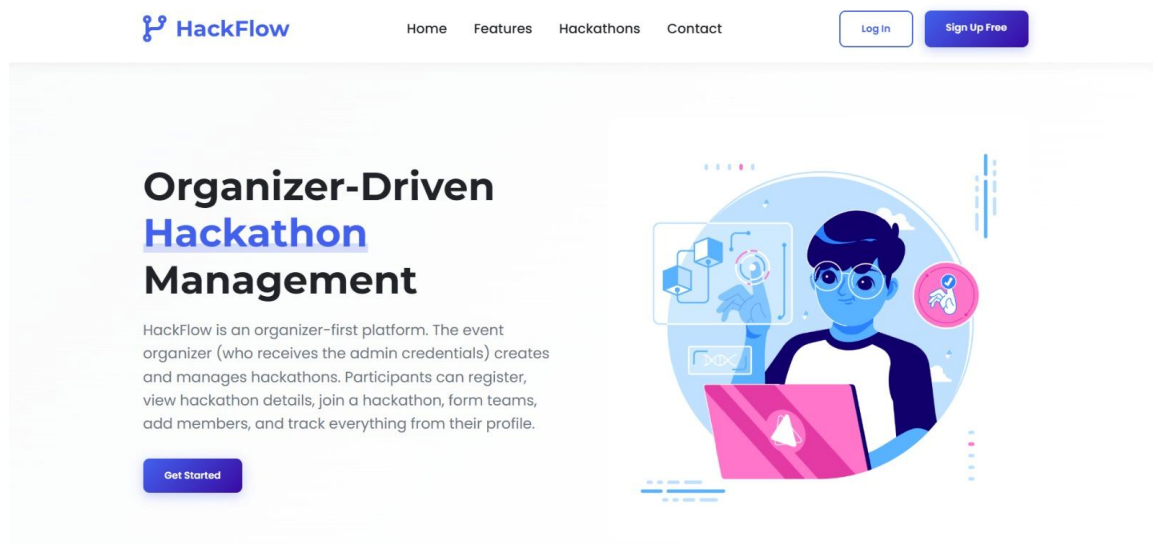 HackFlow
Home Features Hackathons Contact
Log In
Sign Up Free
Organizer-Driven
Hackathon
Management
HackFlow is an organizer-first platform. The event
organizer (who receives the admin credentials) creates
and manages hackathons. Participants can register,
view hackathon details, join a hackathon, form teams,
add members, and track everything from their profile.
Get Started